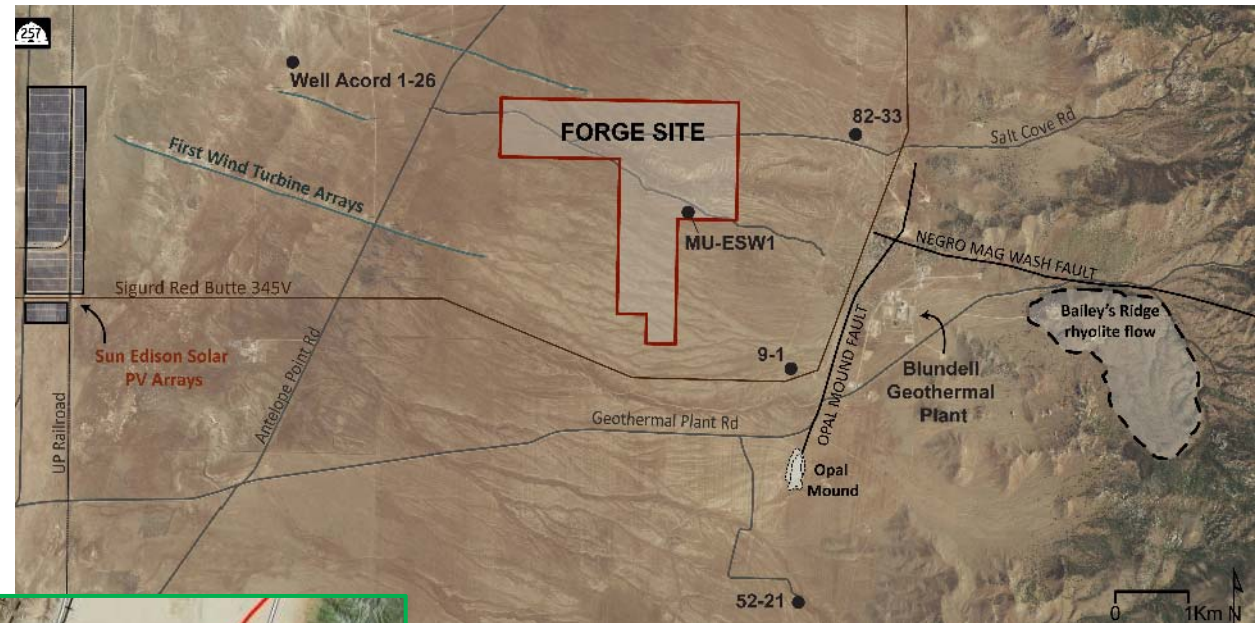 257
Well Acord 1-26
FORGE SITE
82-33
Salt Cove Rd
First Wind Turbine Arrays
MU-ESW1
NEGRO MAG WASH FAULT
Sigurd Red Butte 345V
Bailey's Ridge
rhyolite flow
Sun Edison Solar
PV Arrays
Antelope Point Rd
9-1
OPAL MOUND FAULT
Blundell
Geothermal
Plant
UP Railroad
Geothermal Plant Rd
Opal
Mound
52-21
0 1Km N